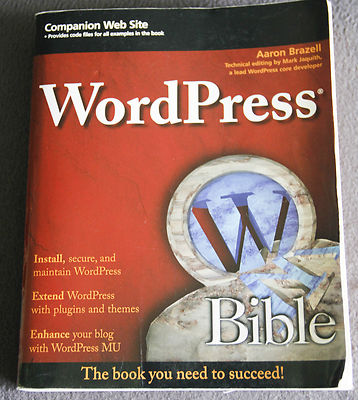 Companion Web Site
• Provides code files for all examples in the book
Aaron Brazell
Technical editing by Mark Jaquith,
a lead WordPress core developer
WordPress®
W
Install, secure, and
maintain WordPress
Extend WordPress
with plugins and themes
Enhance your blog
with WordPress MU
Bible
The book you need to succeed!